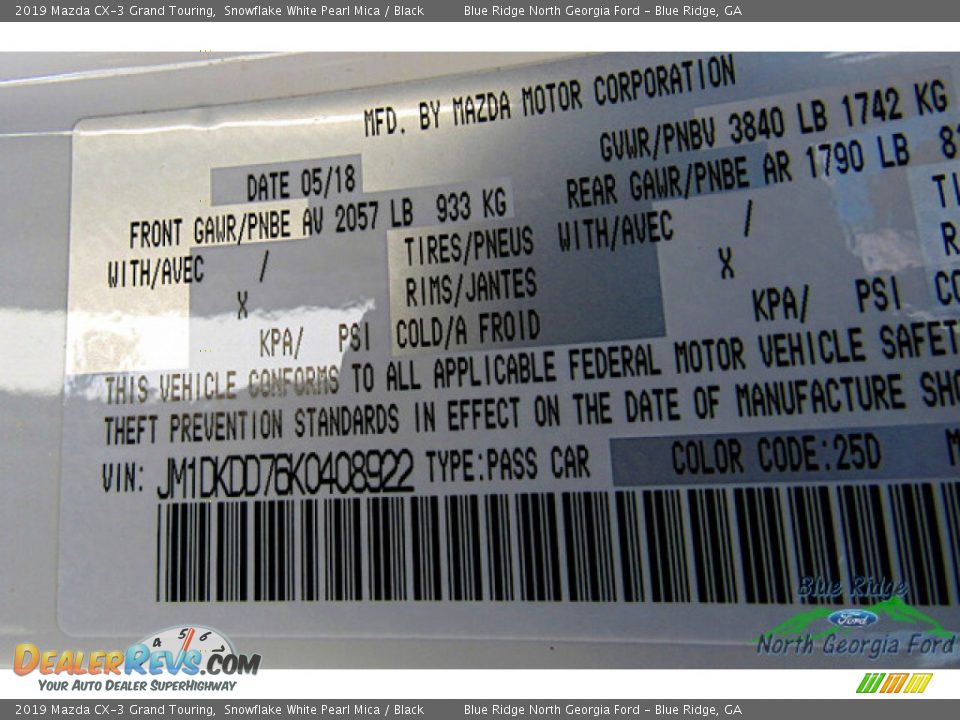 2019 Mazda CX-3 Grand Touring, Snowflake White Pearl Mica / Black Blue Ridge North Georgia Ford - Blue Ridge, GA
MFD. BY MAZDA MOTOR CORPORATION
DATE 05/18 GVWR/PNBV 3840 LB 1742 KG
FRONT GAWR/PNBE AV 2057 LB 933 KG REAR GAWR/PNBE AR 1790 LB 81
WITH/AVEC / TIRES/PNEUS WITH/AVEC / TI
X RIMS/JANTES X R
KPA/ PSI COLD/A FROID KPA/ PSI CO
THIS VEHICLE CONFORMS TO ALL APPLICABLE FEDERAL MOTOR VEHICLE SAFET
THEFT PREVENTION STANDARDS IN EFFECT ON THE DATE OF MANUFACTURE SHO
VIN: JM1DKDD76K0408922 TYPE:PASS CAR COLOR CODE:25D M
Blue Ridge
Ford
North Georgia Ford
4 5 6
DEALERREVS.COM
YOUR AUTO DEALER SUPERHIGHWAY
2019 Mazda CX-3 Grand Touring, Snowflake White Pearl Mica / Black Blue Ridge North Georgia Ford - Blue Ridge, GA